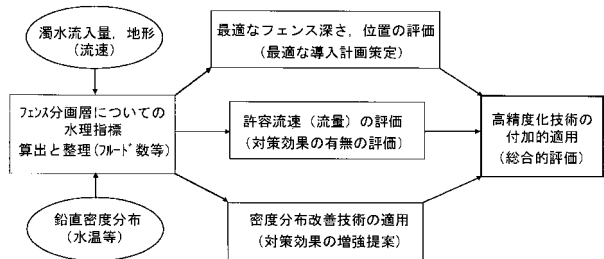 濁水流入量，地形
（流速）
フェンス分画層についての
水理指標
算出と整理(フルード数等)
鉛直密度分布
（水温等）
最適なフェンス深さ，位置の評価
（最適な導入計画策定）
許容流速（流量）の評価
（対策効果の有無の評価）
密度分布改善技術の適用
（対策効果の増強提案）
高精度化技術の
付加的適用
（総合的評価）